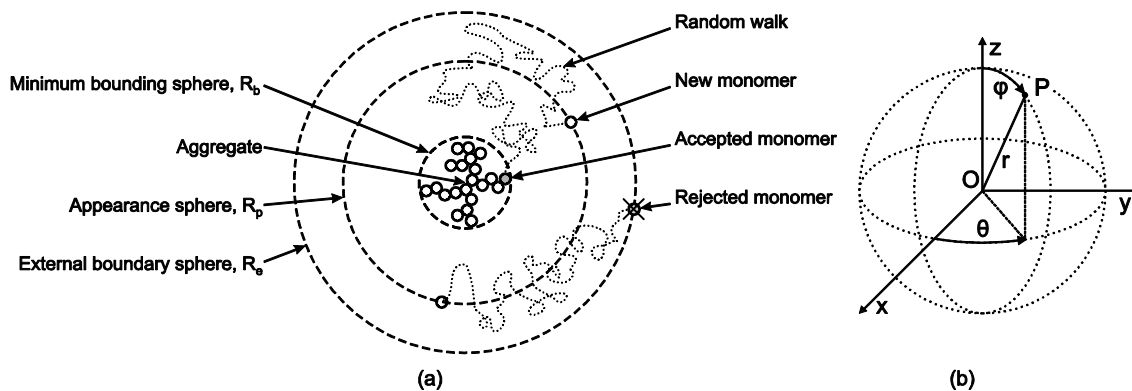 Random walk
Minimum bounding sphere, R_b
New monomer
Aggregate
Accepted monomer
Appearance sphere, R_p
Rejected monomer
External boundary sphere, R_e
(a)
z
φ
P
r
O
y
θ
x
(b)